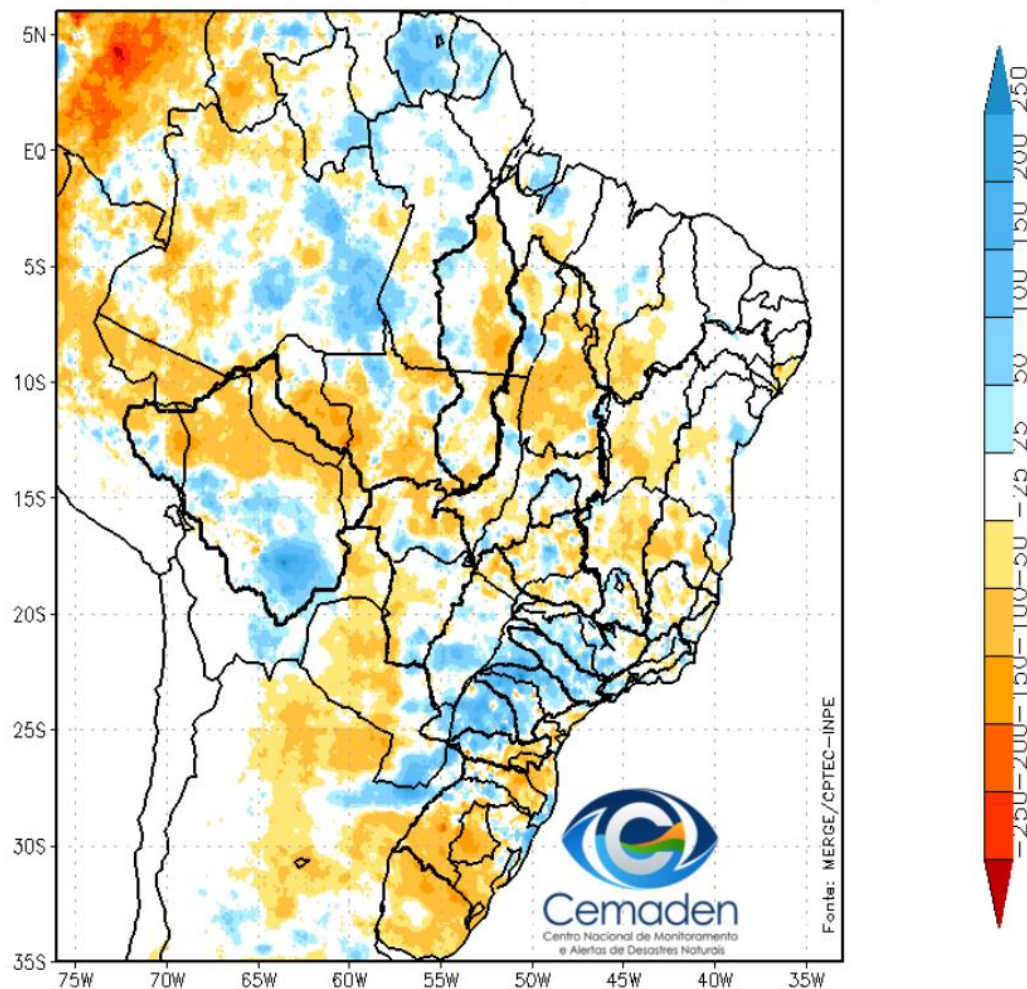 5N
EQ
5S
10S
15S
20S
25S
30S
35S
75W
70W
65W
60W
55W
50W
45W
40W
35W
250
200
150
100
50
25
-25
-50
-100
-150
-200
-250
Fonte: MERGE/CPTEC-INPE
Cemaden
Centro Nacional de Monitoramento
e Alertas de Desastres Naturais